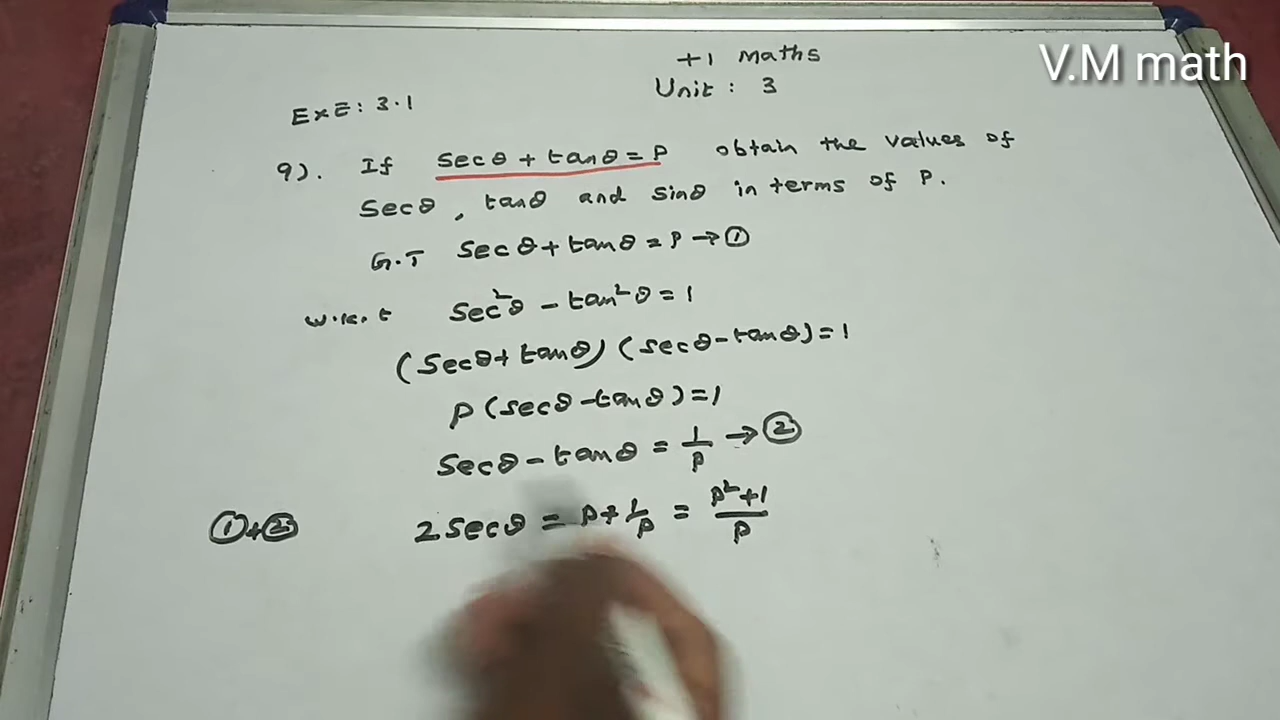 V.M math
+1 Maths
Unit : 3
EXE: 3.1
9). If secθ + tanθ = P obtain the values of
secθ, tanθ and sinθ in terms of P.
G.T secθ + tanθ = P → ①
w.k.t sec²θ - tan²θ = 1
(secθ + tanθ) (secθ - tanθ) = 1
P (secθ - tanθ) = 1
secθ - tanθ = 1/P → ②
① + ② 2 secθ = P + 1/P = P² + 1 / P